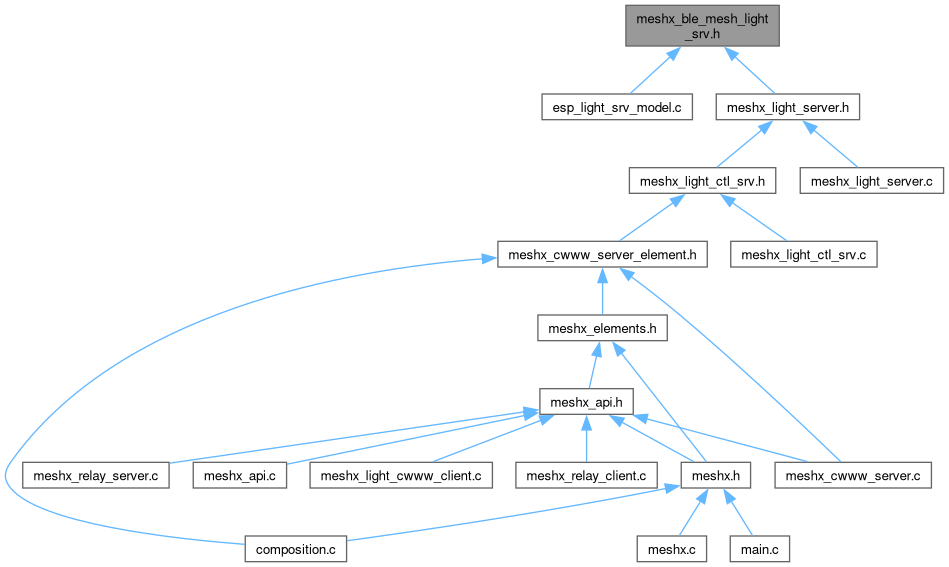 meshx_ble_mesh_light
_srv.h
esp_light_srv_model.c
meshx_light_server.h
meshx_light_ctl_srv.h
meshx_light_server.c
meshx_cwww_server_element.h
meshx_light_ctl_srv.c
meshx_elements.h
meshx_api.h
meshx_relay_server.c
meshx_api.c
meshx_light_cwww_client.c
meshx_relay_client.c
meshx.h
meshx_cwww_server.c
composition.c
meshx.c
main.c